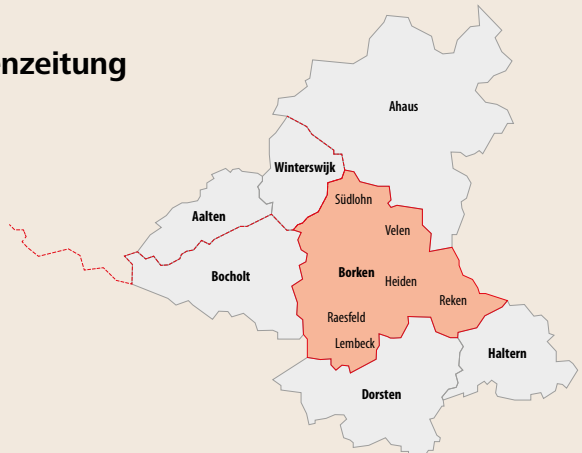 nzeitung
Ahaus
Winterswijk
Südlohn
Aalten
Velen
Bocholt
Borken
Heiden
Reken
Raesfeld
Lembeck
Haltern
Dorsten